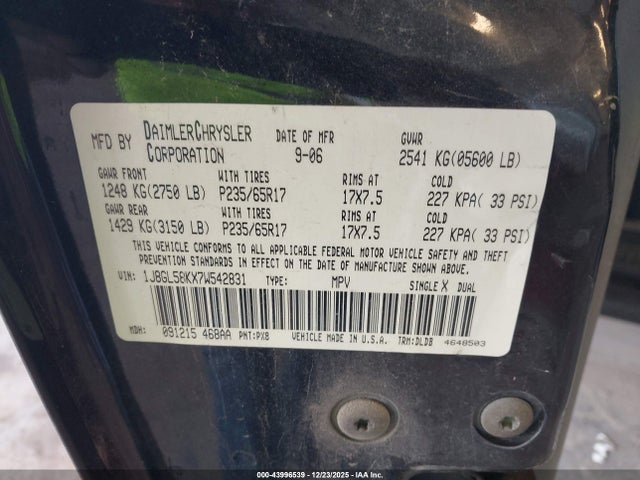 MFD BY DAIMLERCHRYSLER CORPORATION DATE OF MFR 9-06 GVWR 2541 KG(05600 LB)
GAWR FRONT WITH TIRES RIMS AT COLD
1248 KG(2750 LB) P235/65R17 17X7.5 227 KPA( 33 PSI)
GAWR REAR WITH TIRES RIMS AT COLD
1429 KG(3150 LB) P235/65R17 17X7.5 227 KPA( 33 PSI)
THIS VEHICLE CONFORMS TO ALL APPLICABLE FEDERAL MOTOR VEHICLE SAFETY AND THEFT
PREVENTION STANDARDS IN EFFECT ON THE DATE OF MANUFACTURE SHOWN ABOVE.
VIN: 1J8GL58KX7W542831 TYPE: MPV SINGLE X DUAL
MDH: 091215 468AA PNT:PX8 VEHICLE MADE IN U.S.A. TRM:DLDB 4648503
000-43996539 - 12/23/2025 - IAAI.COM